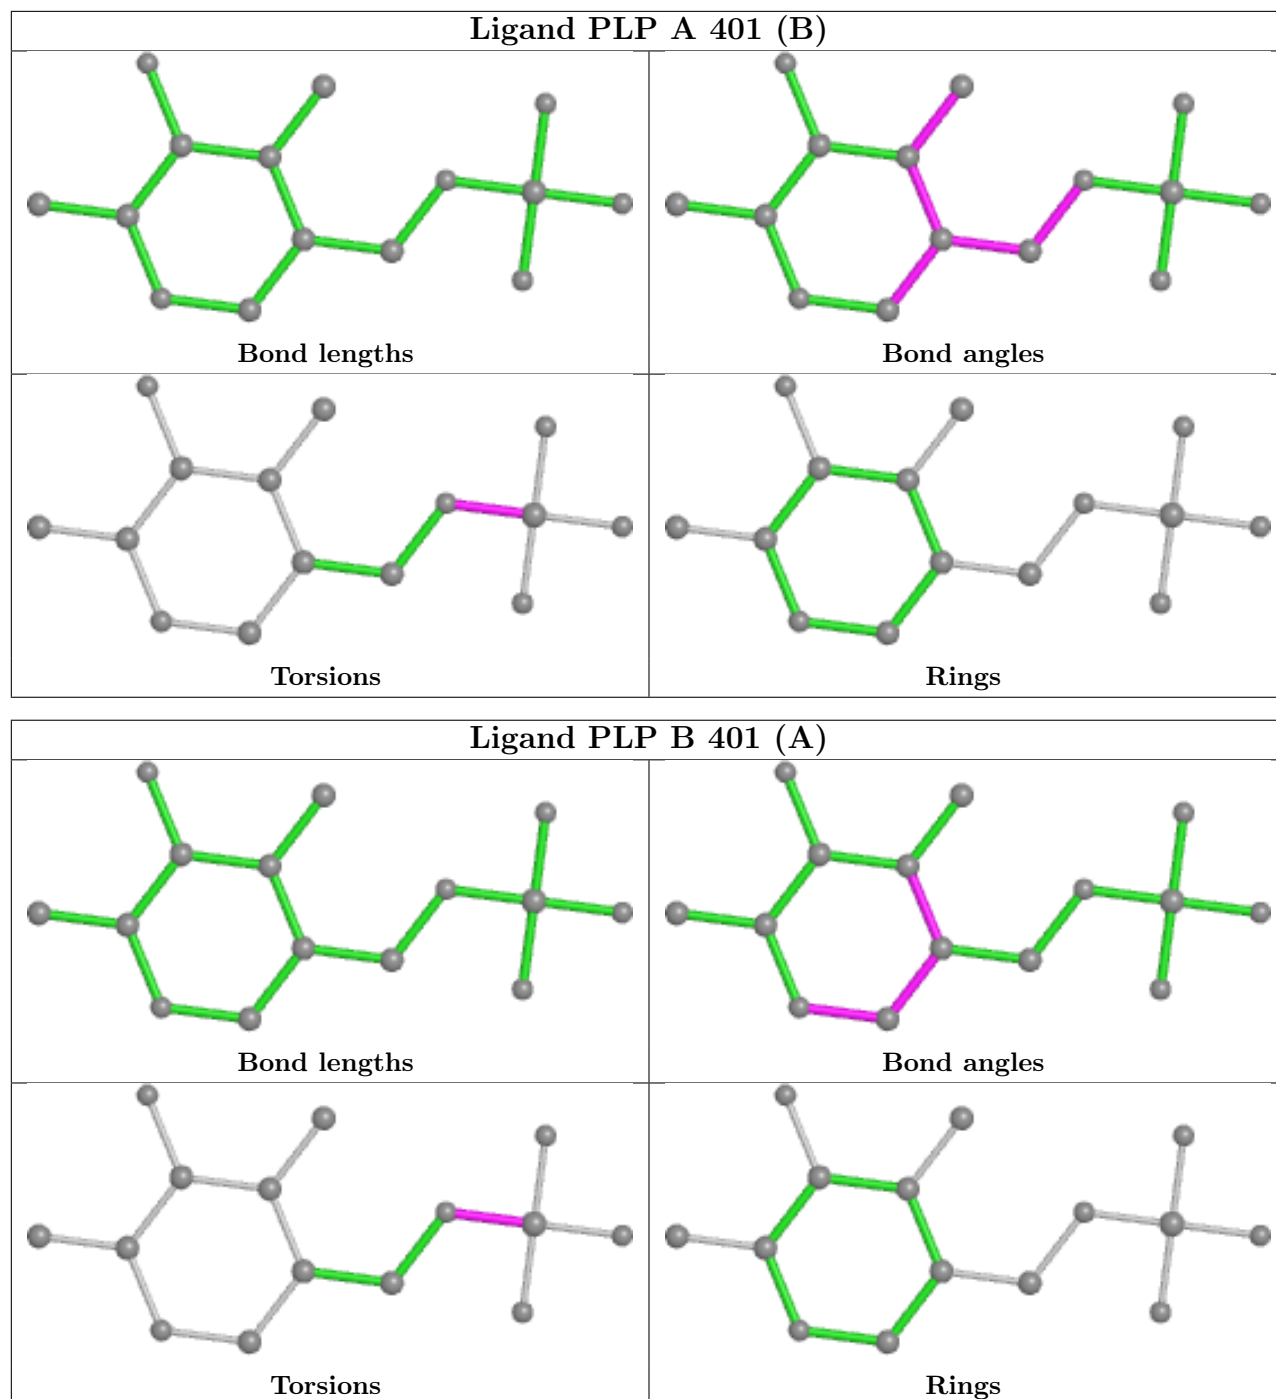 Ligand PLP A 401 (B)
Bond lengths
Bond angles
Torsions
Rings
Ligand PLP B 401 (A)
Bond lengths
Bond angles
Torsions
Rings